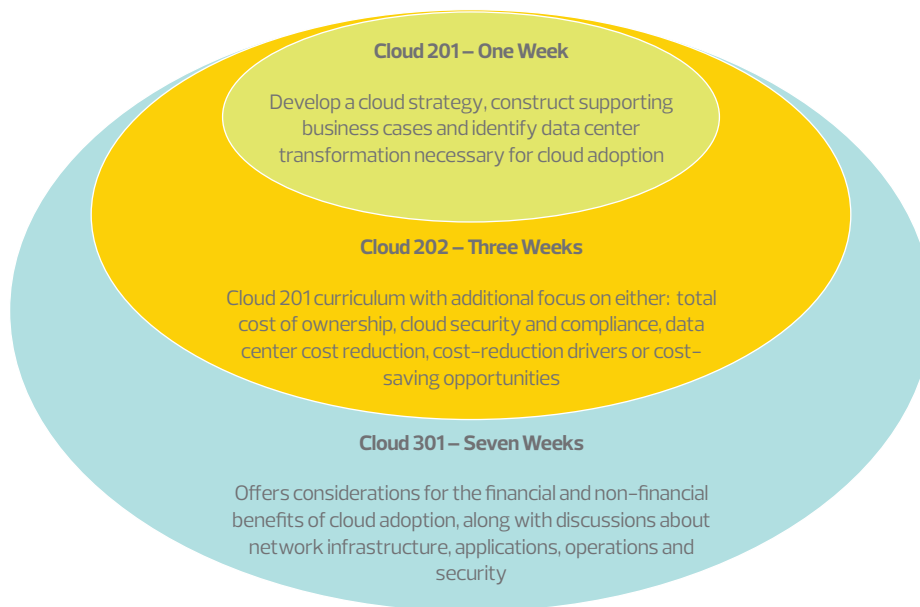 Cloud 201 – One Week
Develop a cloud strategy, construct supporting
business cases and identify data center
transformation necessary for cloud adoption
Cloud 202 – Three Weeks
Cloud 201 curriculum with additional focus on either: total
cost of ownership, cloud security and compliance, data
center cost reduction, cost-reduction drivers or cost-
saving opportunities
Cloud 301 – Seven Weeks
Offers considerations for the financial and non-financial
benefits of cloud adoption, along with discussions about
network infrastructure, applications, operations and
security